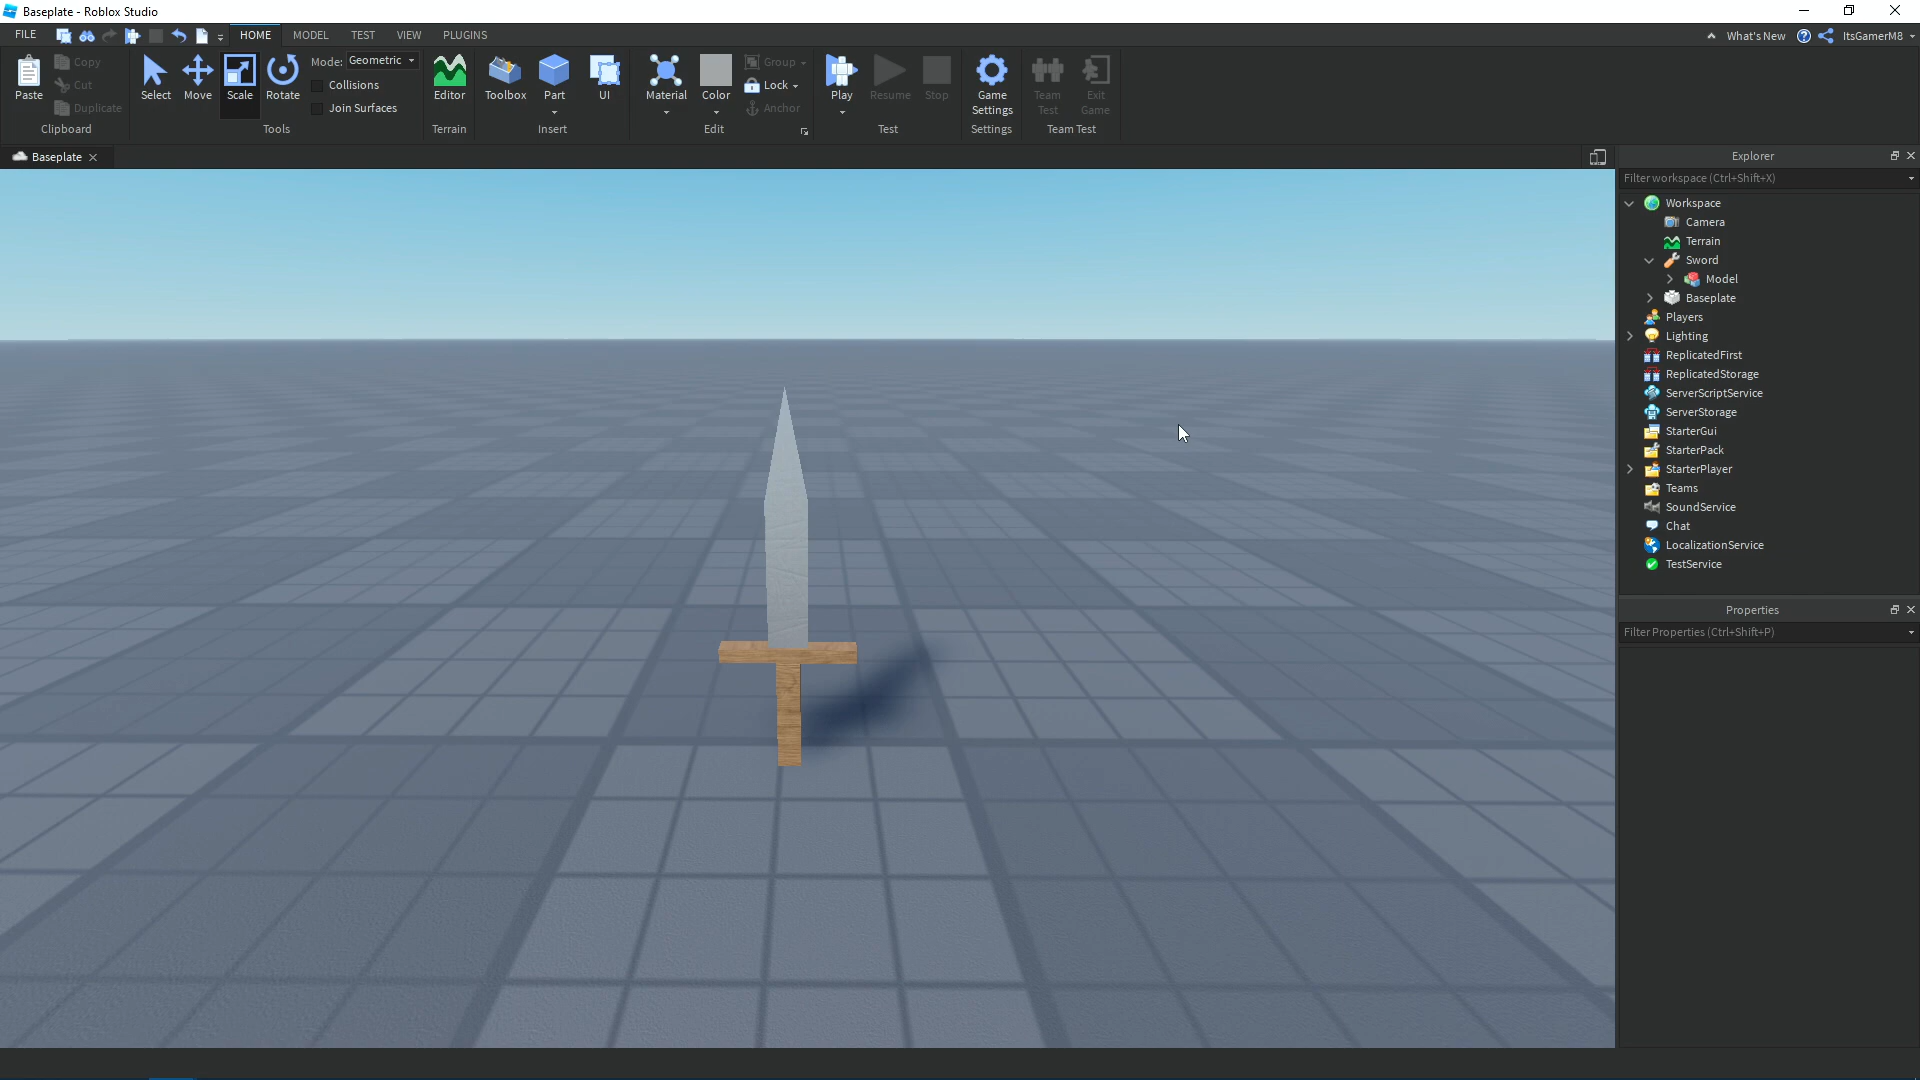 Baseplate - Roblox Studio
FILE HOME MODEL TEST VIEW PLUGINS What's New ItsGamerM8
Paste Copy Cut Duplicate
Clipboard
Select Move Scale Rotate Mode: Geometric Collisions Join Surfaces
Tools
Editor
Terrain
Toolbox Part UI
Insert
Material Color Group Lock Anchor
Edit
Play Resume Stop
Test
Game Settings
Settings
Team Test Exit Game
Team Test
Baseplate
Explorer
Filter workspace (Ctrl+Shift+X)
Workspace
Camera
Terrain
Sword
Model
Baseplate
Players
Lighting
ReplicatedFirst
ReplicatedStorage
ServerScriptService
ServerStorage
StarterGui
StarterPack
StarterPlayer
Teams
SoundService
Chat
LocalizationService
TestService
Properties
Filter Properties (Ctrl+Shift+P)